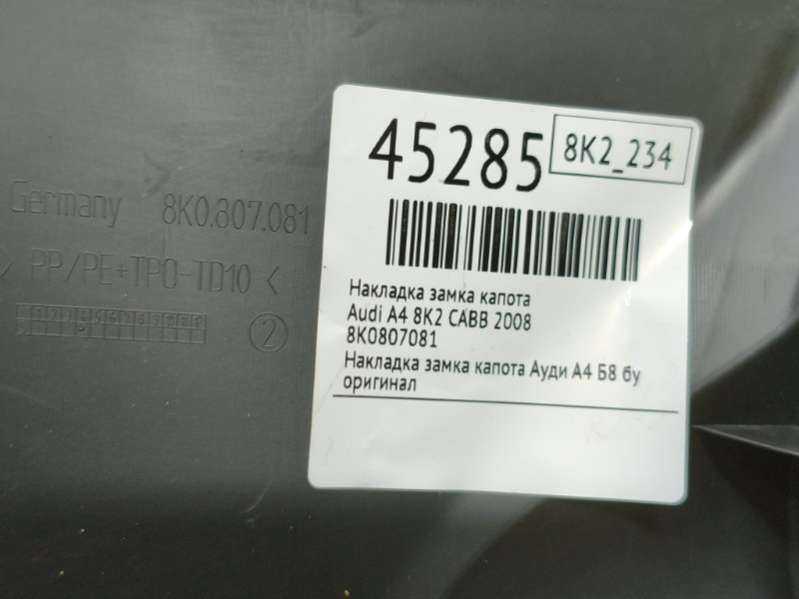 45285
8K2_234
Накладка замка капота
Audi A4 8K2 CABB 2008
8K0807081
Накладка замка капота Ауди А4 Б8 бу
оригинал
Germany 8K0.807.081
PP/PE+TPO-TD10 <
2